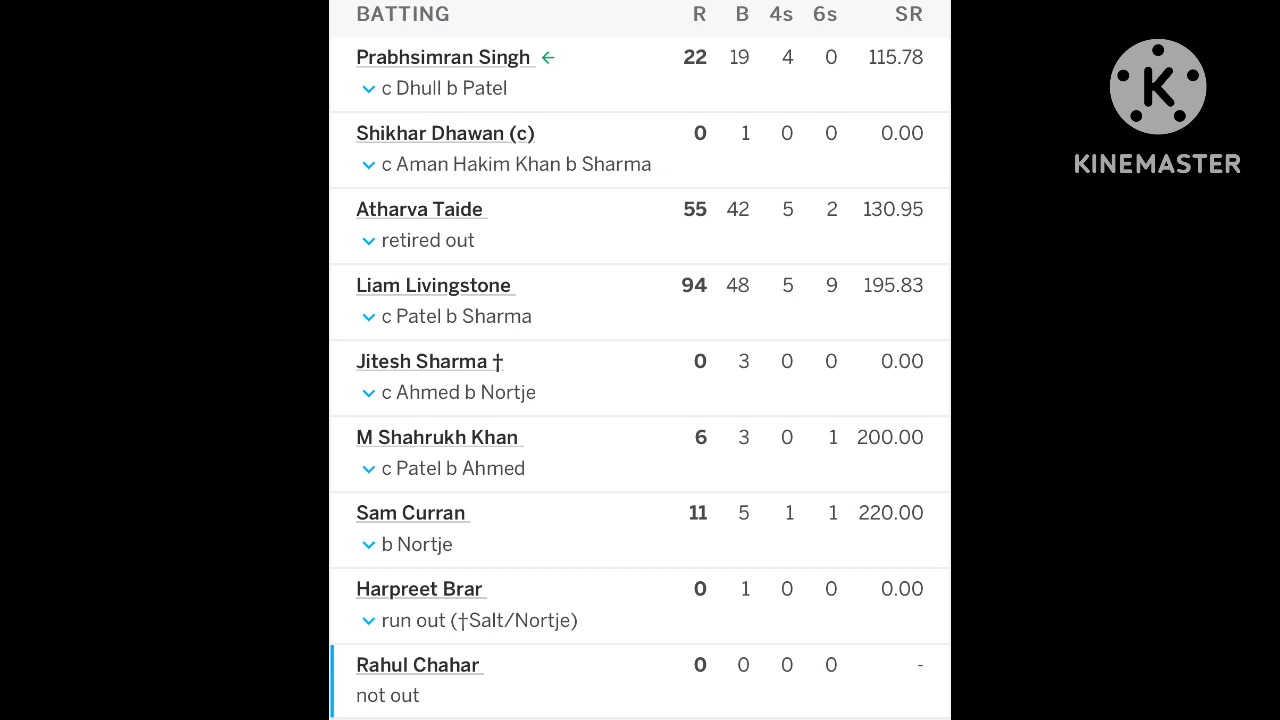 BATTING R B 4s 6s SR
Prabhsimran Singh ← 22 19 4 0 115.78
c Dhull b Patel
Shikhar Dhawan (c) 0 1 0 0 0.00
c Aman Hakim Khan b Sharma
Atharva Taide 55 42 5 2 130.95
retired out
Liam Livingstone 94 48 5 9 195.83
c Patel b Sharma
Jitesh Sharma † 0 3 0 0 0.00
c Ahmed b Nortje
M Shahrukh Khan 6 3 0 1 200.00
c Patel b Ahmed
Sam Curran 11 5 1 1 220.00
b Nortje
Harpreet Brar 0 1 0 0 0.00
run out (†Salt/Nortje)
Rahul Chahar 0 0 0 0 -
not out
K
KINEMASTER